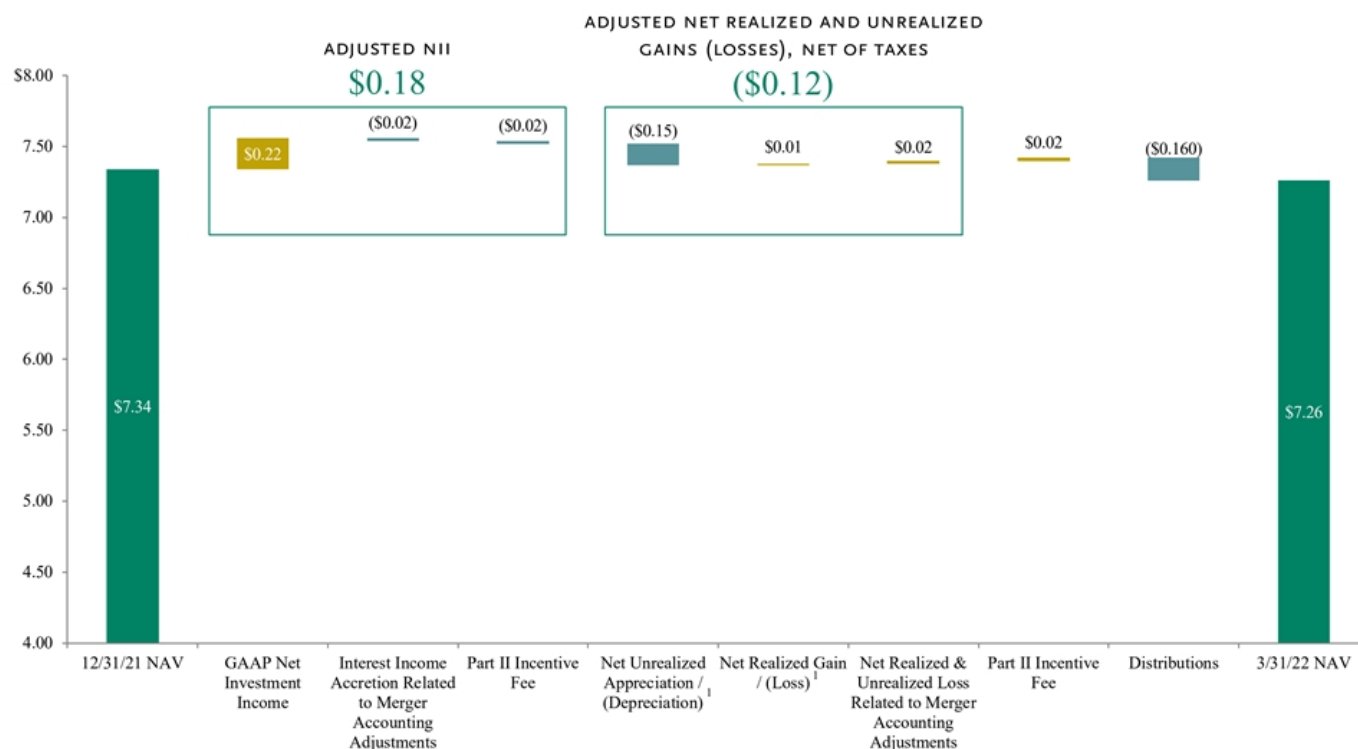 ADJUSTED NET REALIZED AND UNREALIZED
GAINS (LOSSES), NET OF TAXES
ADJUSTED NII
$0.18
($0.12)
$8.00
7.50
7.00
6.50
6.00
5.50
5.00
4.50
4.00
$7.34
$0.22
($0.02)
($0.02)
($0.15)
$0.01
$0.02
$0.02
($0.160)
$7.26
12/31/21 NAV
GAAP Net
Investment
Income
Interest Income
Accretion Related
to Merger
Accounting
Adjustments
Part II Incentive
Fee
Net Unrealized
Appreciation /
(Depreciation) 1
Net Realized Gain
/ (Loss) 1
Net Realized &
Unrealized Loss
Related to Merger
Accounting
Adjustments
Part II Incentive
Fee
Distributions
3/31/22 NAV